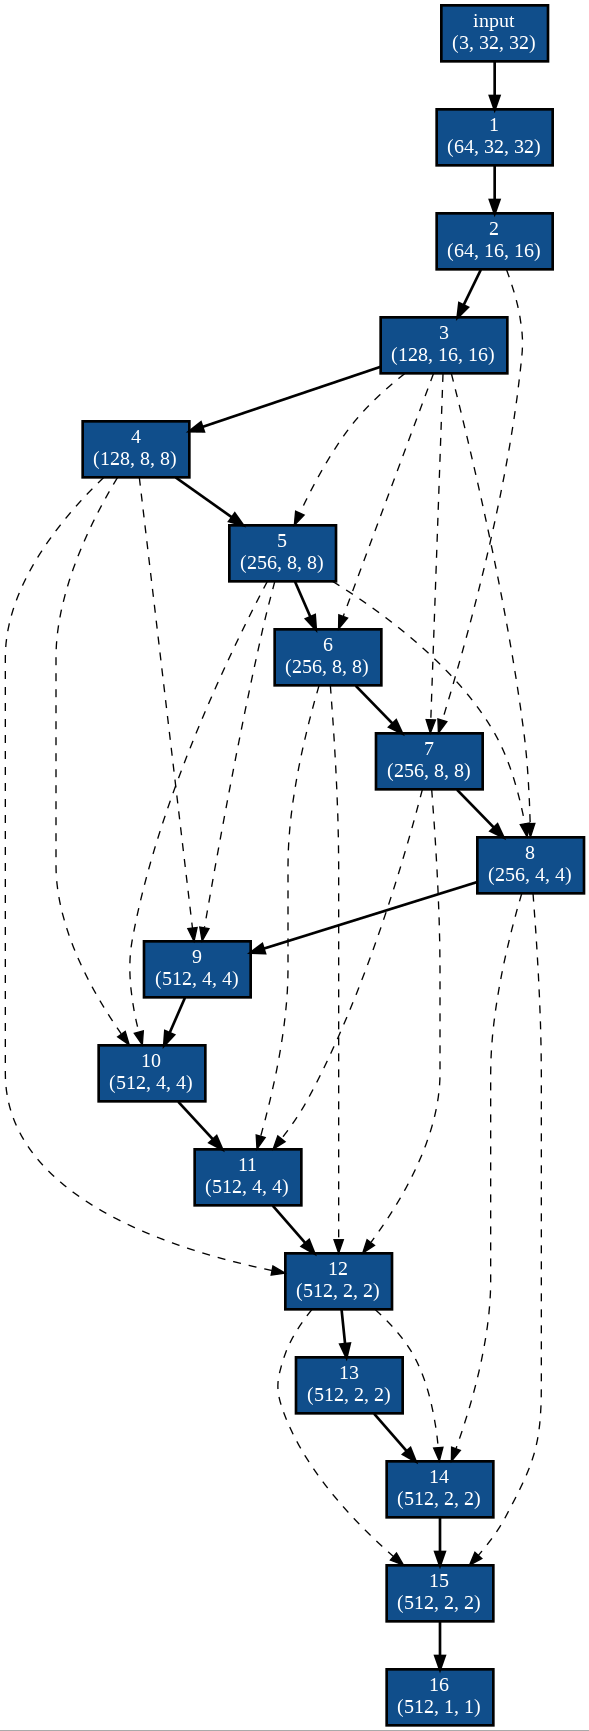 input
(3, 32, 32)
1
(64, 32, 32)
2
(64, 16, 16)
3
(128, 16, 16)
4
(128, 8, 8)
5
(256, 8, 8)
6
(256, 8, 8)
7
(256, 8, 8)
8
(256, 4, 4)
9
(512, 4, 4)
10
(512, 4, 4)
11
(512, 4, 4)
12
(512, 2, 2)
13
(512, 2, 2)
14
(512, 2, 2)
15
(512, 2, 2)
16
(512, 1, 1)